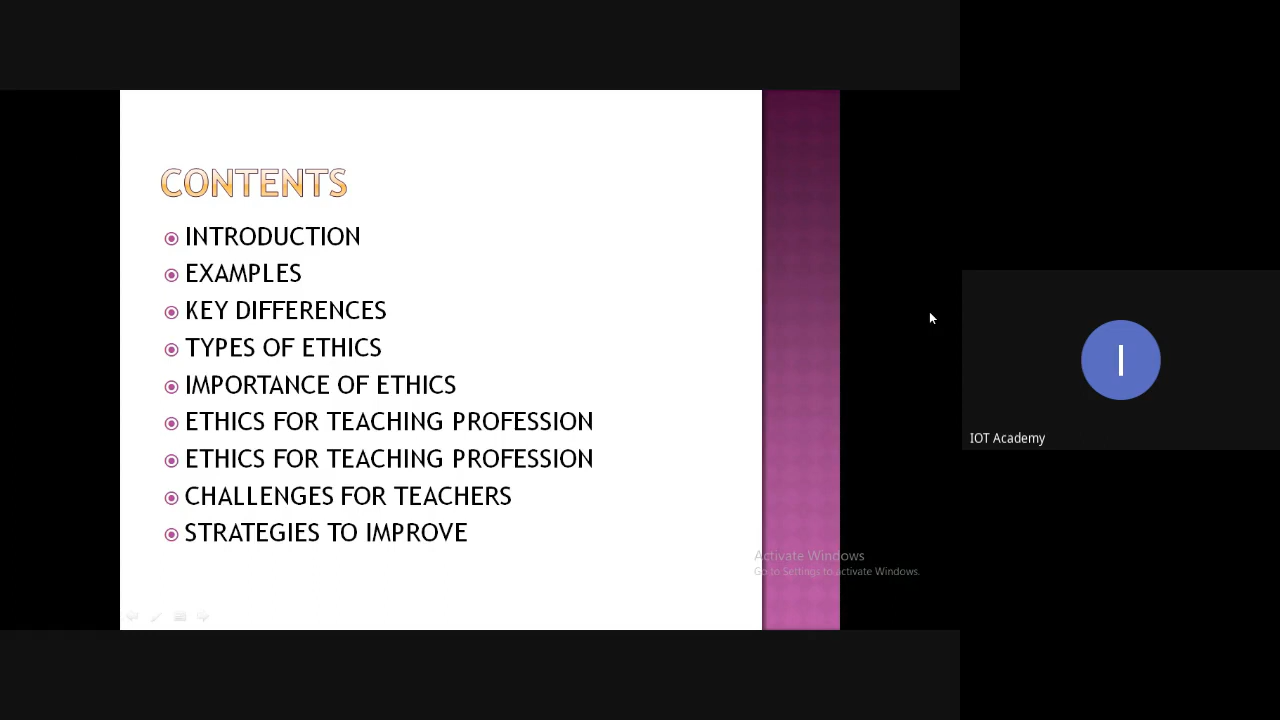 CONTENTS
INTRODUCTION
EXAMPLES
KEY DIFFERENCES
TYPES OF ETHICS
IMPORTANCE OF ETHICS
ETHICS FOR TEACHING PROFESSION
ETHICS FOR TEACHING PROFESSION
CHALLENGES FOR TEACHERS
STRATEGIES TO IMPROVE
Activate Windows
Go to Settings to activate Windows.
I
IOT Academy